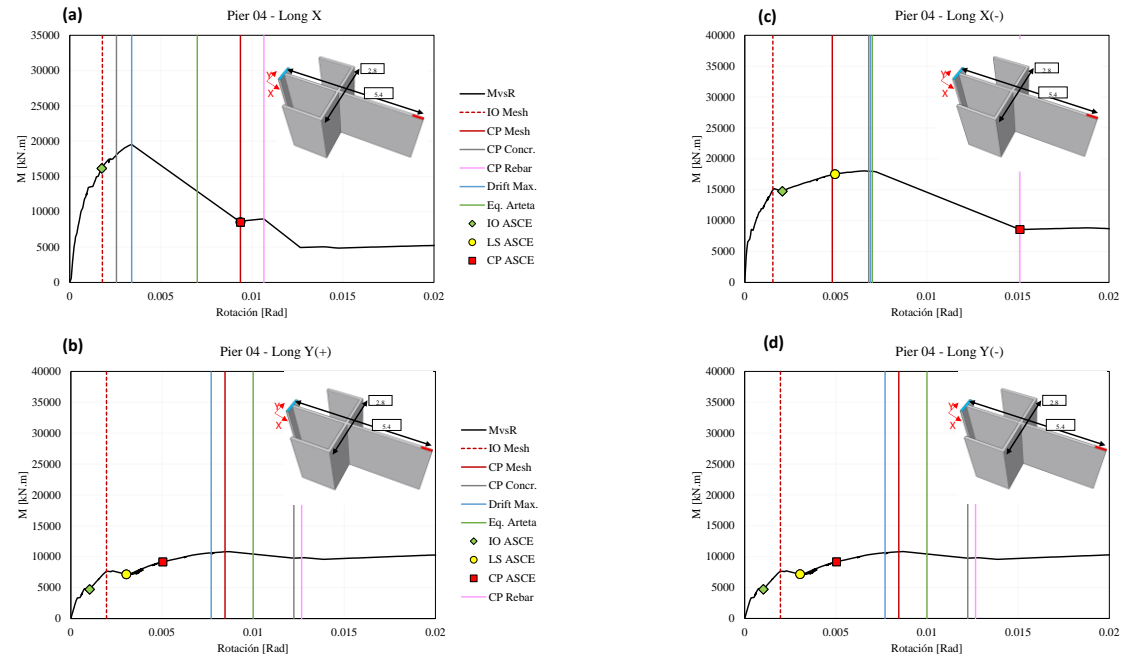 (a)
Pier 04 - Long X
M [kN.m]
35000
30000
25000
20000
15000
10000
5000
0
0
0.005
0.01
0.015
0.02
Rotación [Rad]
Y
X
2.8
5.4
MvsR
IO Mesh
CP Mesh
CP Concr.
CP Rebar
Drift Max.
Eq. Arteta
IO ASCE
LS ASCE
CP ASCE
(c)
Pier 04 - Long X(-)
M [kN.m]
40000
35000
30000
25000
20000
15000
10000
5000
0
0
0.005
0.01
0.015
0.02
Rotación [Rad]
Y
X
2.8
5.4
(b)
Pier 04 - Long Y(+)
M [kN.m]
40000
35000
30000
25000
20000
15000
10000
5000
0
0
0.005
0.01
0.015
0.02
Rotación [Rad]
Y
X
2.8
5.4
MvsR
IO Mesh
CP Mesh
CP Concr.
Drift Max.
Eq. Arteta
IO ASCE
LS ASCE
CP ASCE
CP Rebar
(d)
Pier 04 - Long Y(-)
M [kN.m]
40000
35000
30000
25000
20000
15000
10000
5000
0
0
0.005
0.01
0.015
0.02
Rotación [Rad]
Y
X
2.8
5.4